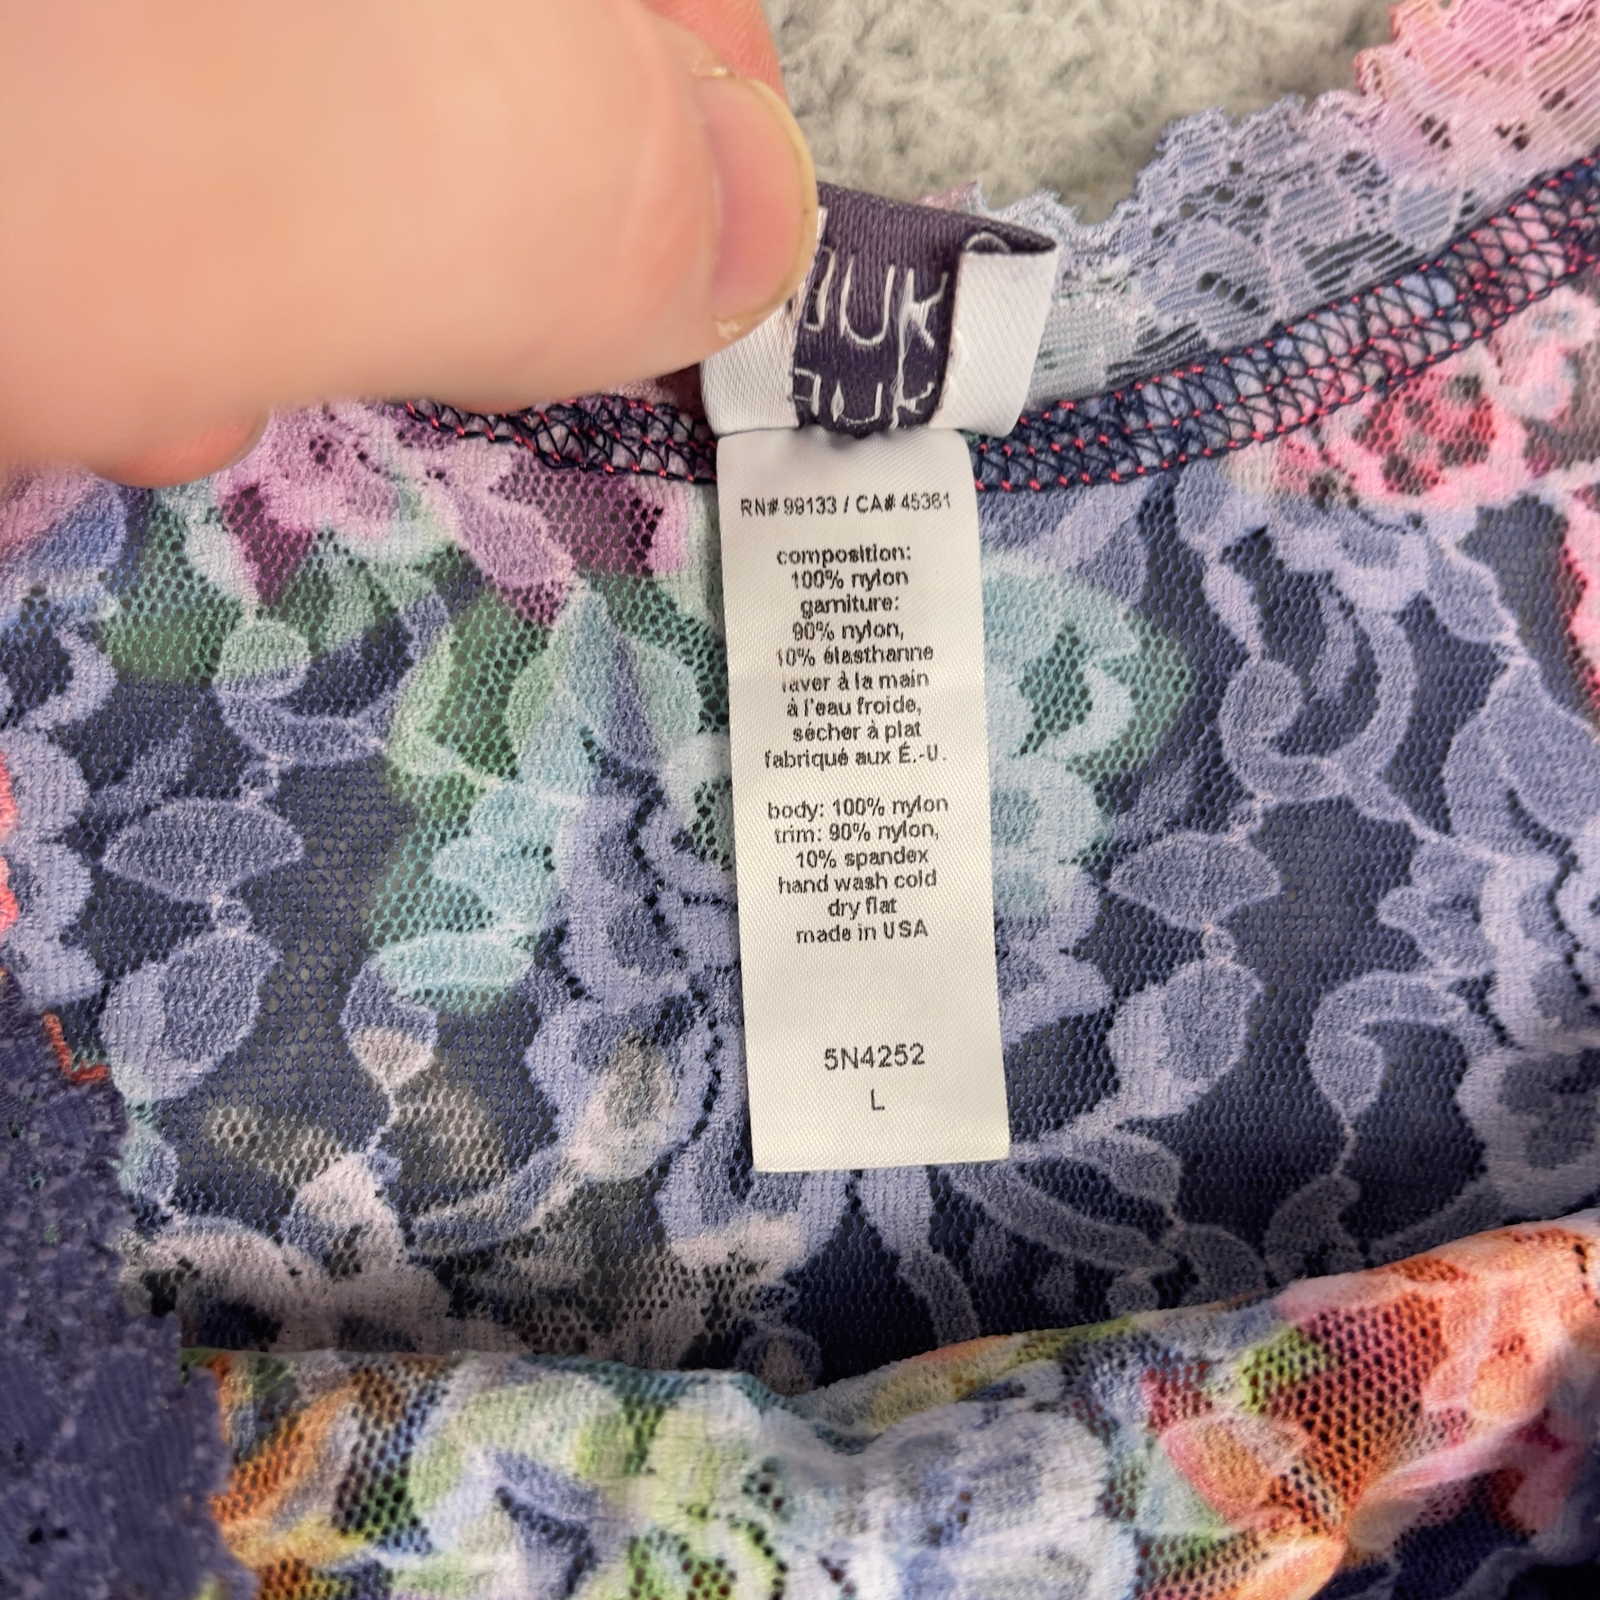 RN# 99133 / CA# 45361
composition:
100% nylon
garniture:
90% nylon,
10% élasthanne
laver à la main
à l'eau froide,
sécher à plat
fabriqué aux É.-U.
body: 100% nylon
trim: 90% nylon,
10% spandex
hand wash cold
dry flat
made in USA
5N4252
L